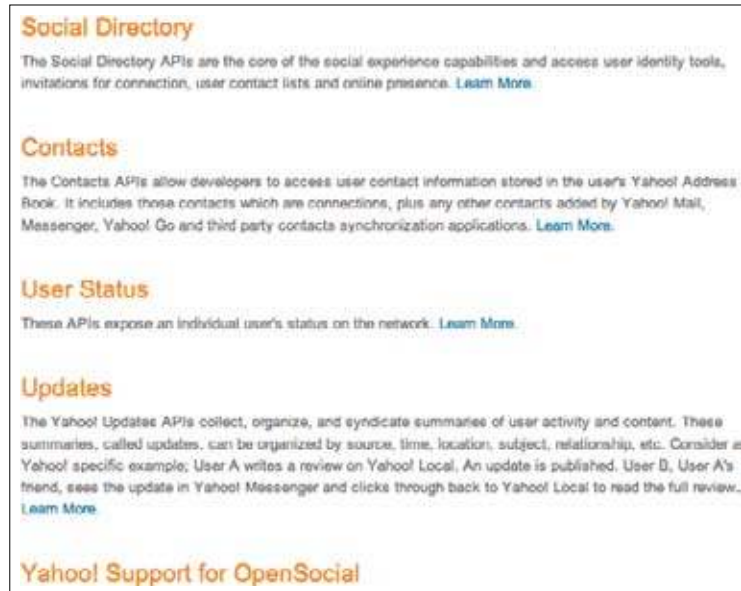 Social Directory
The Social Directory APIs are the core of the social experience capabilities and access user identity tools,
invitations for connection, user contact lists and online presence. Learn More.
Contacts
The Contacts APIs allow developers to access user contact information stored in the user's Yahoo! Address
Book. It includes those contacts which are connections, plus any other contacts added by Yahoo! Mail,
Messenger, Yahoo! Go and third party contacts synchronization applications. Learn More.
User Status
These APIs expose an individual user's status on the network. Learn More.
Updates
The Yahoo! Updates APIs collect, organize, and syndicate summaries of user activity and content. These
summaries, called updates, can be organized by source, time, location, subject, relationship, etc. Consider a
Yahoo! specific example; User A writes a review on Yahoo! Local. An update is published. User B, User A's
friend, sees the update in Yahoo! Messenger and clicks through back to Yahoo! Local to read the full review.
Learn More.
Yahoo! Support for OpenSocial